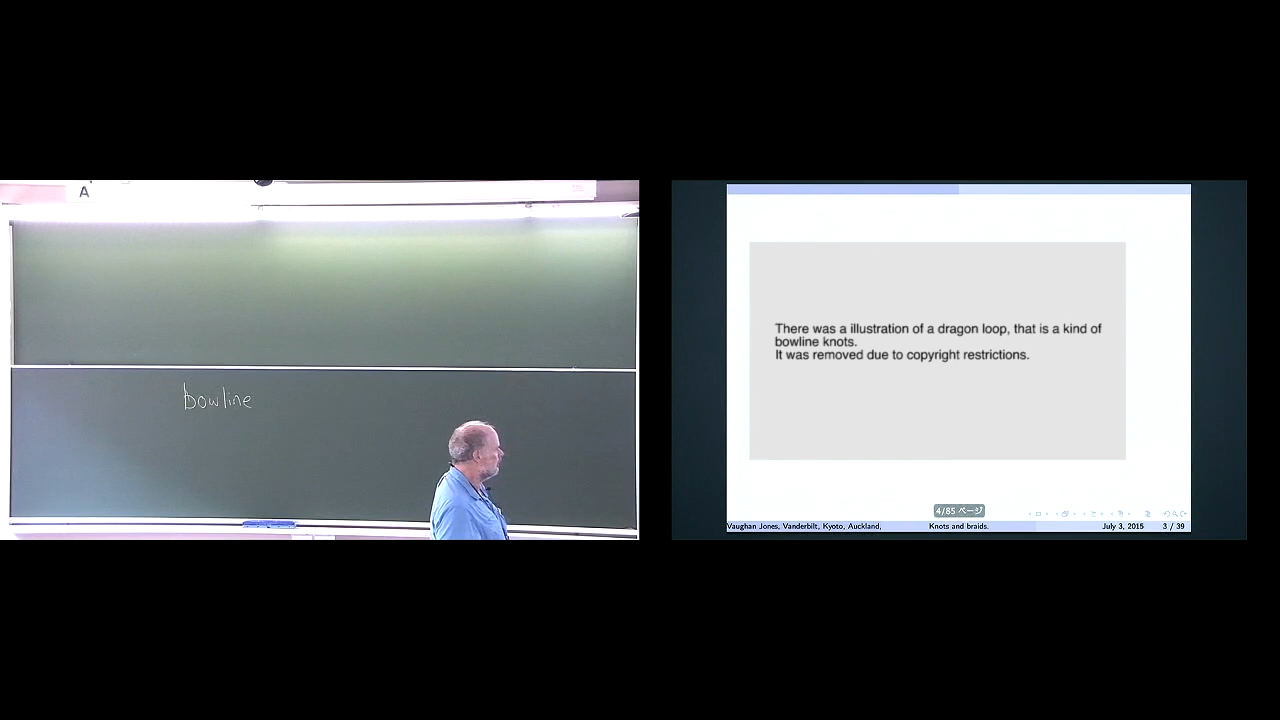 A
bowline
There was a illustration of a dragon loop, that is a kind of
bowline knots.
It was removed due to copyright restrictions.
4/85 ページ
Vaughan Jones, Vanderbilt, Kyoto, Auckland, Knots and braids. July 3, 2015 3 / 39